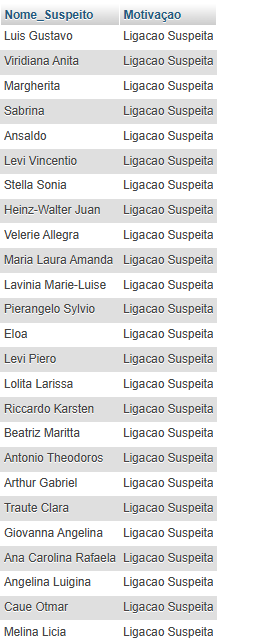 Nome_Suspeito Motivaçao
Luis Gustavo Ligacao Suspeita
Viridiana Anita Ligacao Suspeita
Margherita Ligacao Suspeita
Sabrina Ligacao Suspeita
Ansaldo Ligacao Suspeita
Levi Vincentio Ligacao Suspeita
Stella Sonia Ligacao Suspeita
Heinz-Walter Juan Ligacao Suspeita
Velerie Allegra Ligacao Suspeita
Maria Laura Amanda Ligacao Suspeita
Lavinia Marie-Luise Ligacao Suspeita
Pierangelo Sylvio Ligacao Suspeita
Eloa Ligacao Suspeita
Levi Piero Ligacao Suspeita
Lolita Larissa Ligacao Suspeita
Riccardo Karsten Ligacao Suspeita
Beatriz Maritta Ligacao Suspeita
Antonio Theodoros Ligacao Suspeita
Arthur Gabriel Ligacao Suspeita
Traute Clara Ligacao Suspeita
Giovanna Angelina Ligacao Suspeita
Ana Carolina Rafaela Ligacao Suspeita
Angelina Luigina Ligacao Suspeita
Caue Otmar Ligacao Suspeita
Melina Licia Ligacao Suspeita